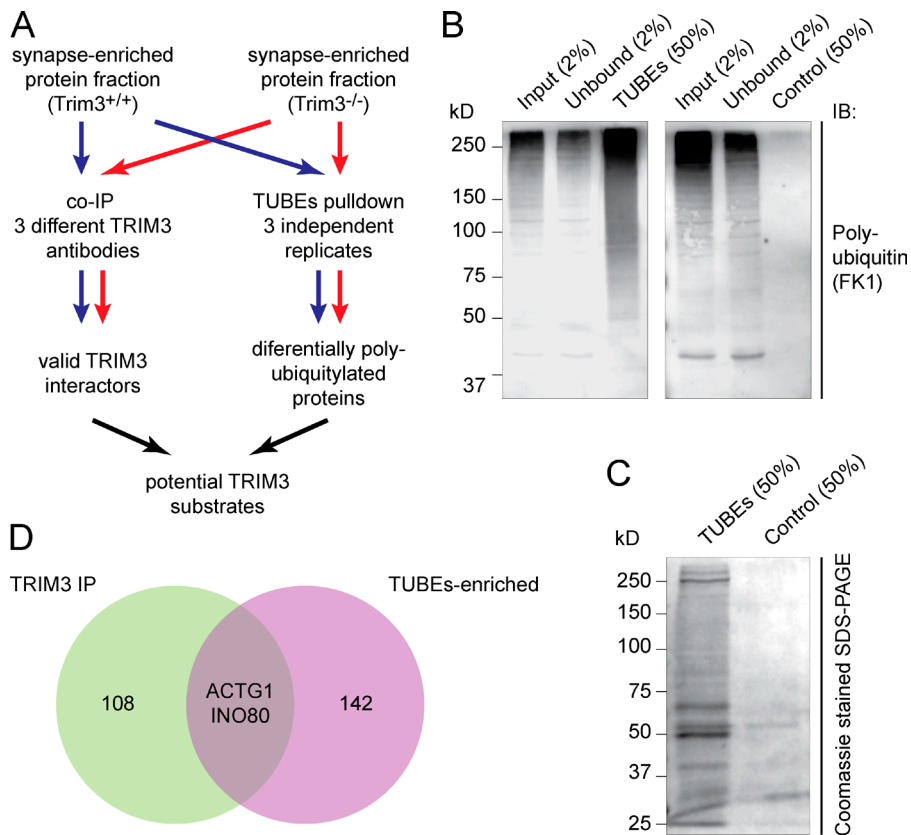 A
synapse-enriched
protein fraction
(Trim3+/+)
synapse-enriched
protein fraction
(Trim3-/-)
co-IP
3 different TRIM3
antibodies
TUBEs pulldown
3 independent
replicates
valid TRIM3
interactors
diferentially poly-
ubiquitylated
proteins
potential TRIM3
substrates
B
Input (2%)
Unbound (2%)
TUBEs (50%)
Input (2%)
Unbound (2%)
Control (50%)
kD
IB:
250
150
100
75
50
37
Poly-
ubiquitin
(FK1)
C
TUBEs (50%)
Control (50%)
kD
250
150
100
75
50
37
25
Coomassie stained SDS-PAGE
D
TRIM3 IP
TUBEs-enriched
108
ACTG1
INO80
142